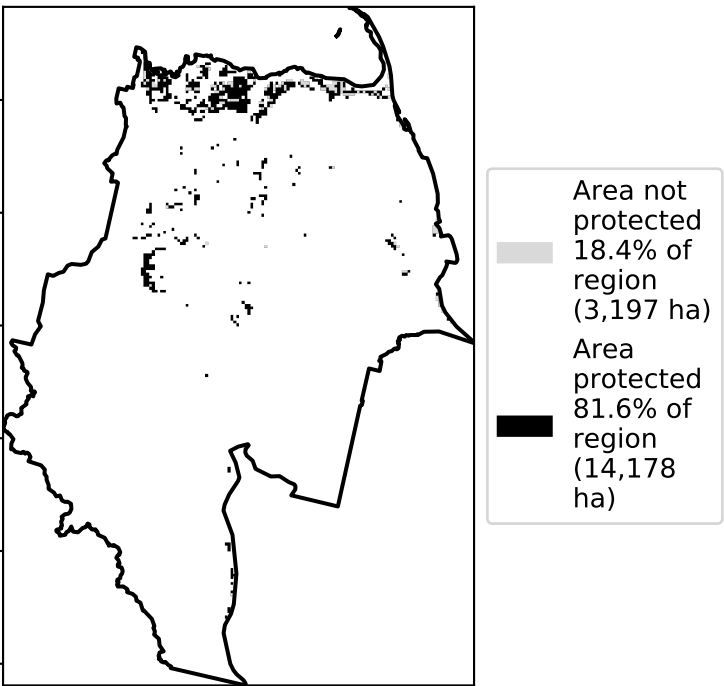 Area not
protected
18.4% of
region
(3,197 ha)
Area
protected
81.6% of
region
(14,178
ha)